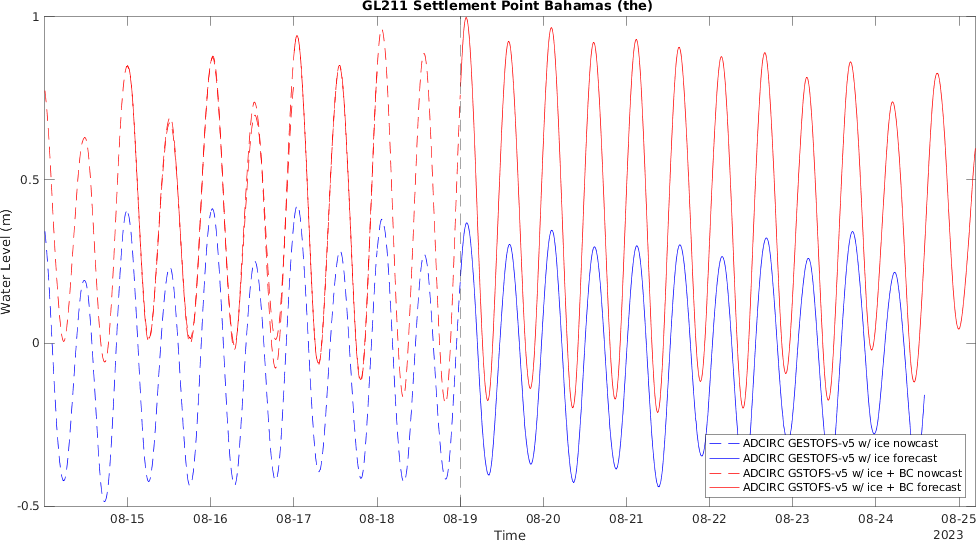 GL211 Settlement Point Bahamas (the)
1
0.5
0
-0.5
Water Level (m)
08-15
08-16
08-17
08-18
08-19
08-20
08-21
08-22
08-23
08-24
08-25
Time
2023
ADCIRC GESTOFS-v5 w/ ice nowcast
ADCIRC GESTOFS-v5 w/ ice forecast
ADCIRC GSTOFS-v5 w/ ice + BC nowcast
ADCIRC GSTOFS-v5 w/ ice + BC forecast